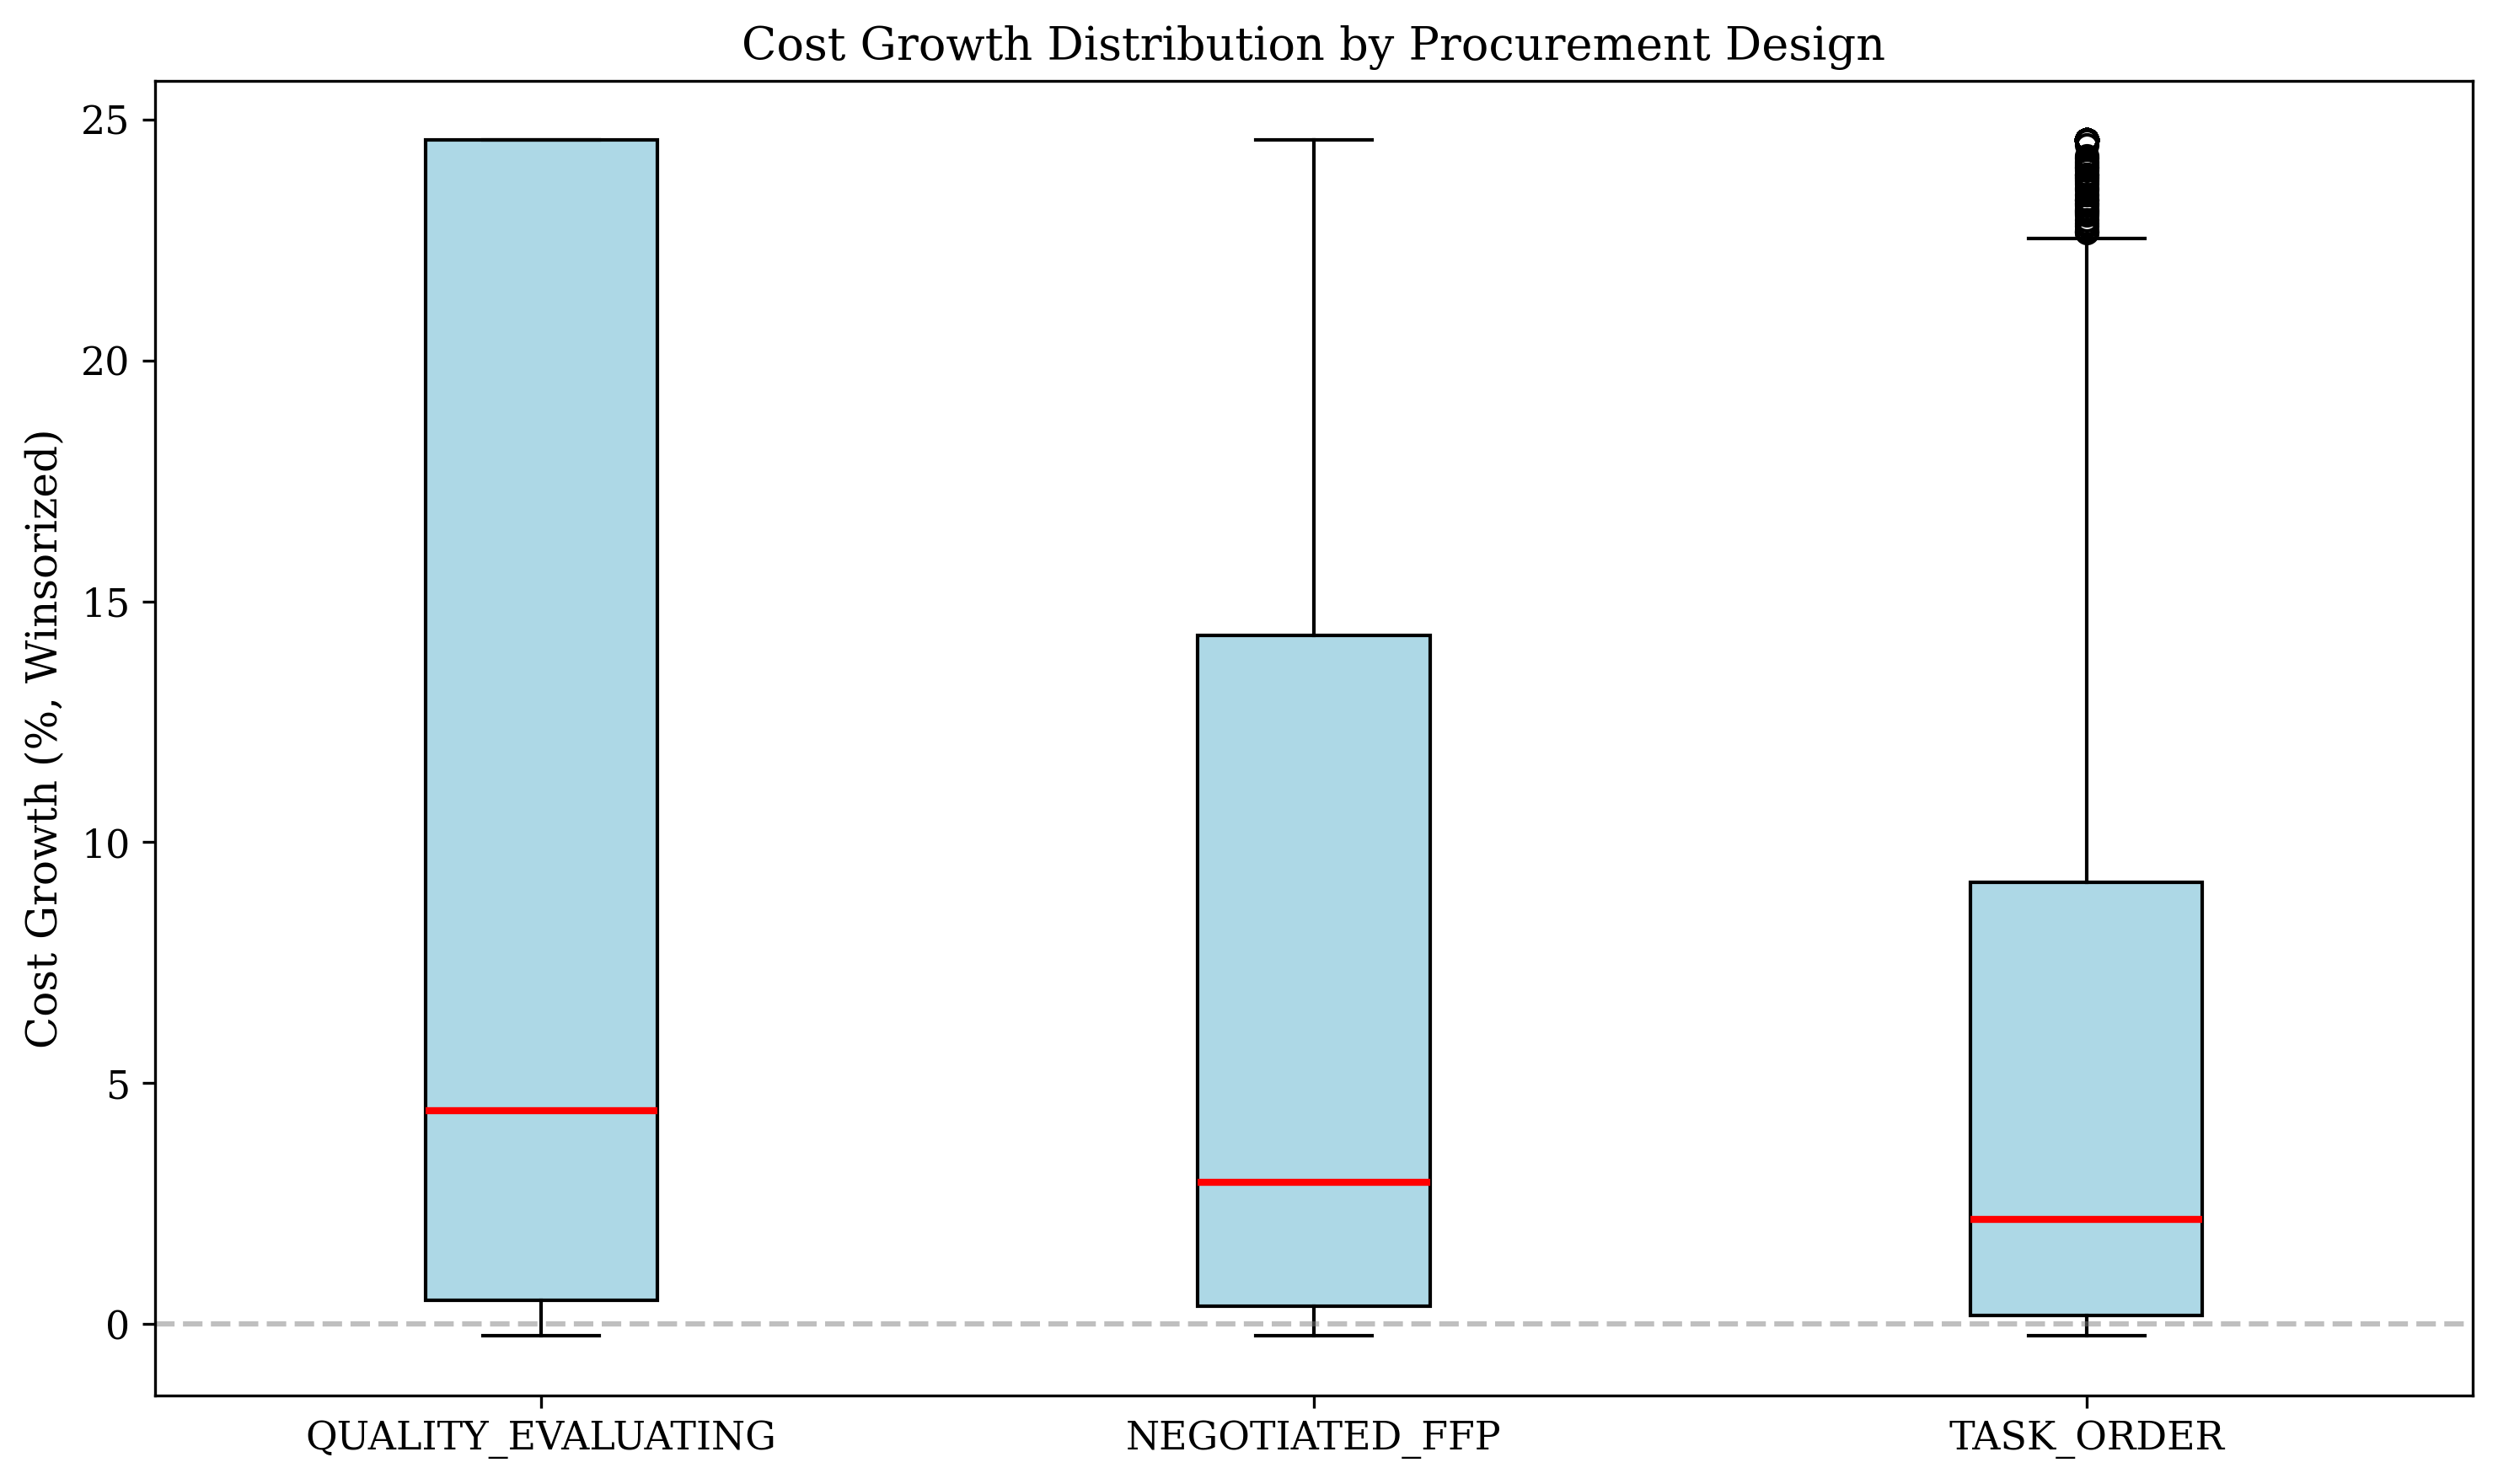 Cost Growth Distribution by Procurement Design
Cost Growth (%, Winsorized)
25
20
15
10
5
0
QUALITY_EVALUATING
NEGOTIATED_FFP
TASK_ORDER